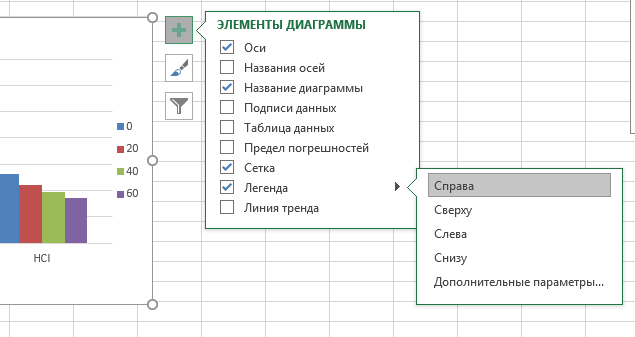 ЭЛЕМЕНТЫ ДИАГРАММЫ
Оси
Названия осей
Название диаграммы
Подписи данных
Таблица данных
Предел погрешностей
Сетка
Легенда
Линия тренда
Справа
Сверху
Слева
Снизу
Дополнительные параметры...
0
20
40
60
HCl